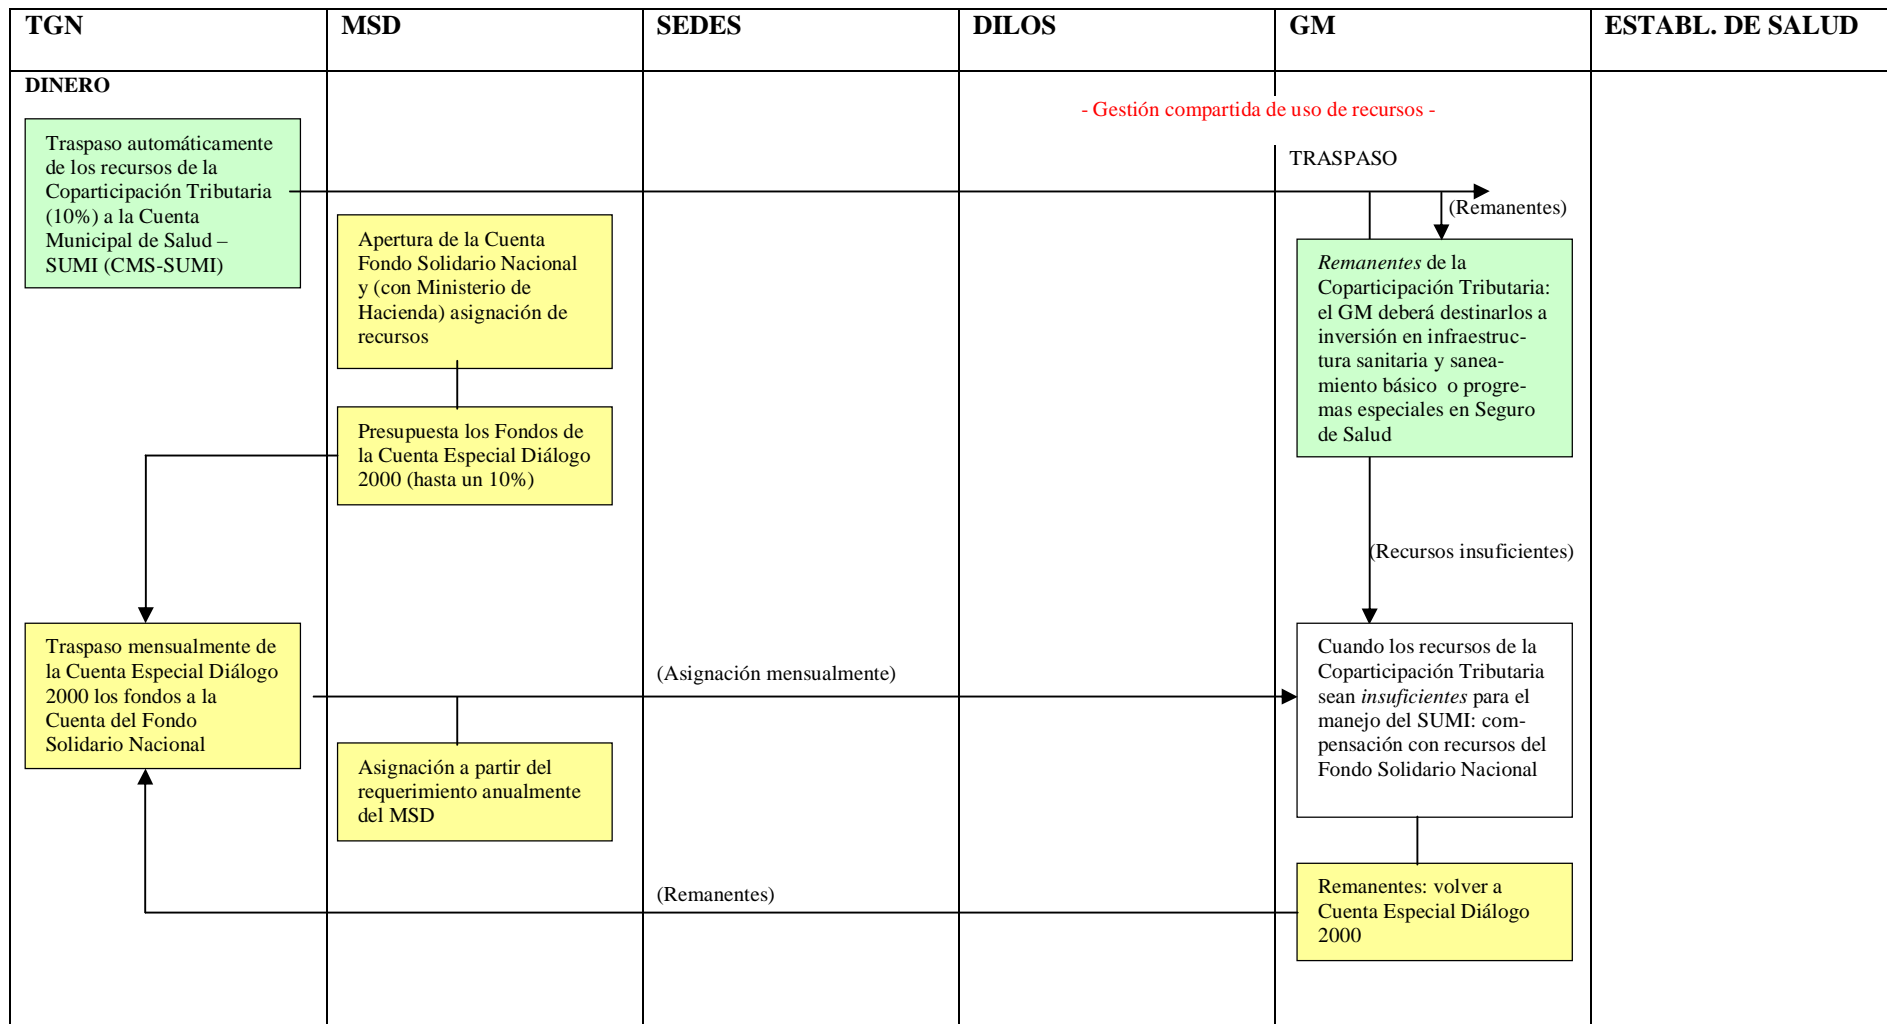 TGN
MSD
SEDES
DILOS
GM
ESTABL. DE SALUD
DINERO
- Gestión compartida de uso de recursos -
Traspaso automáticamente
de los recursos de la
Coparticipación Tributaria
(10%) a la Cuenta
Municipal de Salud –
SUMI (CMS-SUMI)
TRASPASO
(Remanentes)
Apertura de la Cuenta
Fondo Solidario Nacional
y (con Ministerio de
Hacienda) asignación de
recursos
Remanentes de la
Coparticipación Tributaria:
el GM deberá destinarlos a
inversión en infraestruc-
tura sanitaria y sanea-
miento básico  o progre-
mas especiales en Seguro
de Salud
Presupuesta los Fondos de
la Cuenta Especial Diálogo
2000 (hasta un 10%)
(Recursos insuficientes)
Traspaso mensualmente de
la Cuenta Especial Diálogo
2000 los fondos a la
Cuenta del Fondo
Solidario Nacional
(Asignación mensualmente)
Cuando los recursos de la
Coparticipación Tributaria
sean insuficientes para el
manejo del SUMI: com-
pensación con recursos del
Fondo Solidario Nacional
Asignación a partir del
requerimiento anualmente
del MSD
(Remanentes)
Remanentes: volver a
Cuenta Especial Diálogo
2000